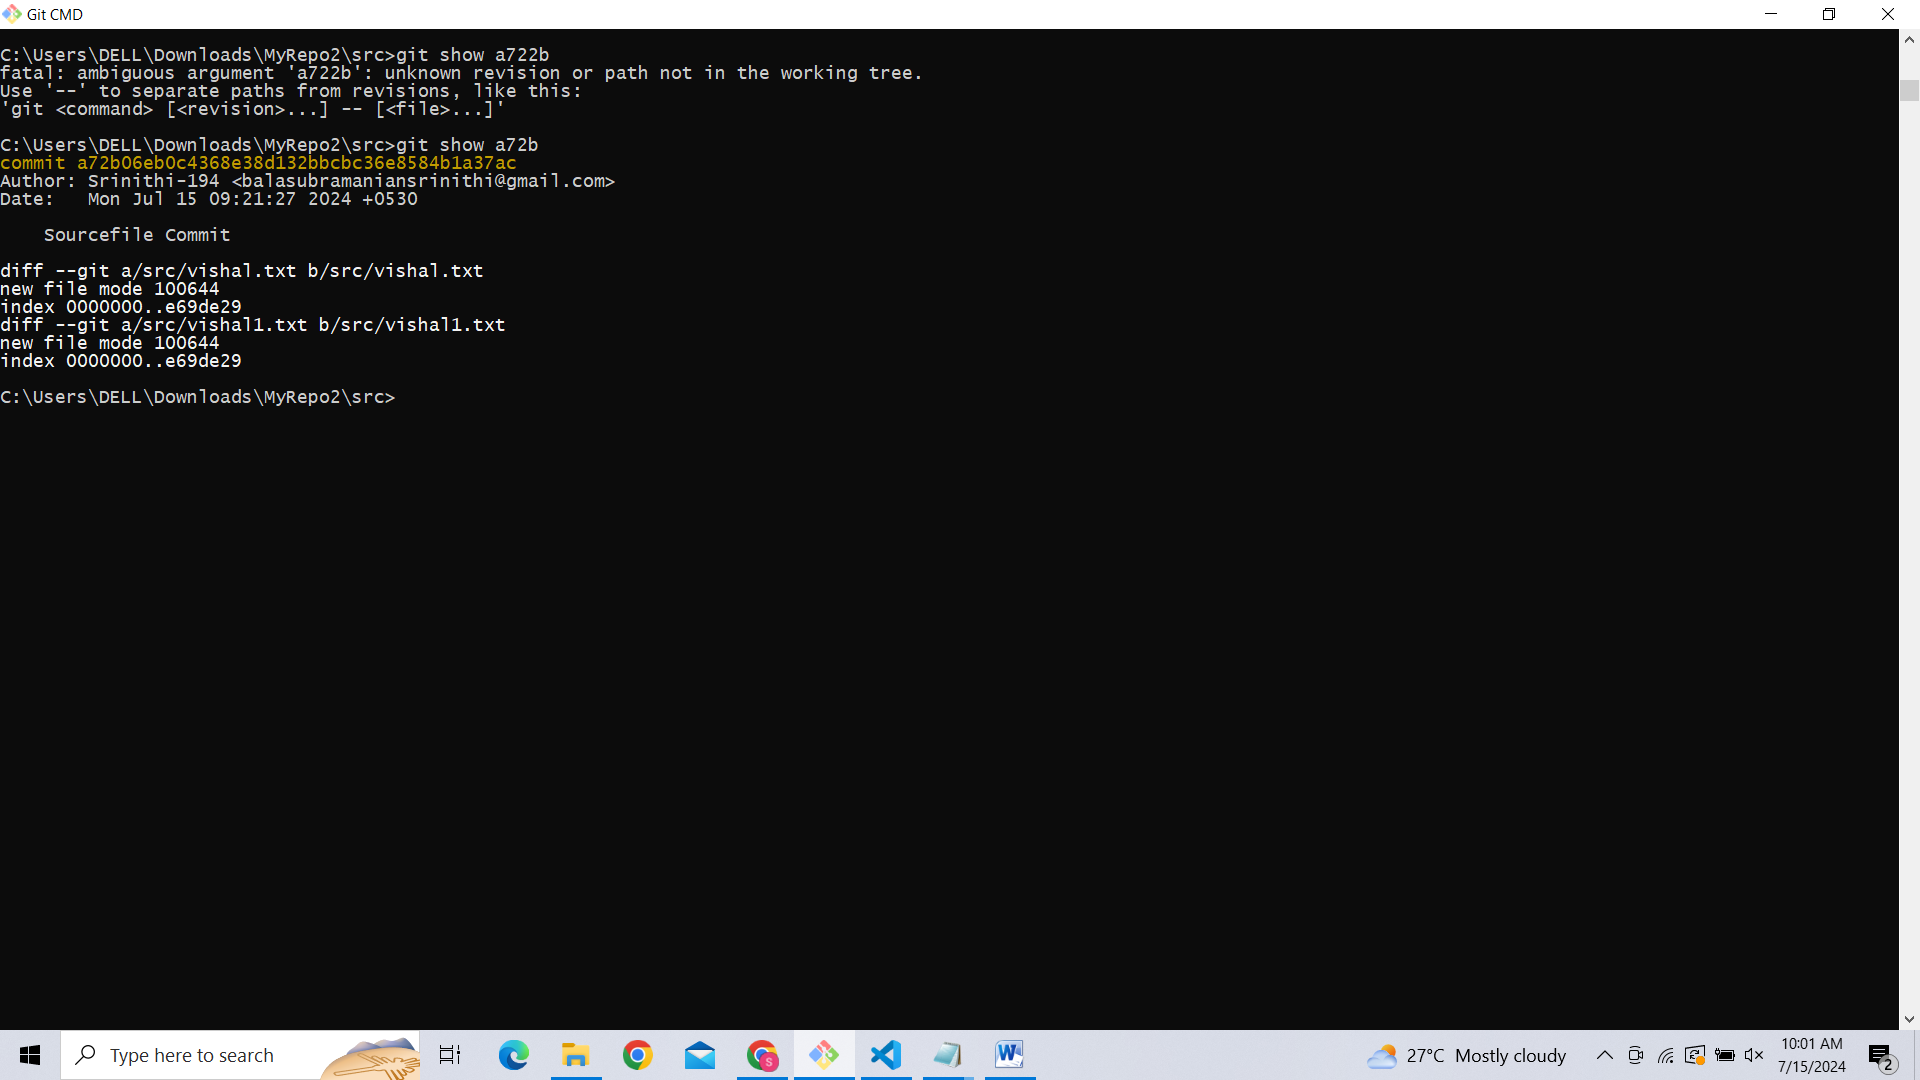 Git CMD
C:\Users\DELL\Downloads\MyRepo2\src>git show a722b
fatal: ambiguous argument 'a722b': unknown revision or path not in the working tree.
Use '--' to separate paths from revisions, like this:
'git <command> [<revision>...] -- [<file>...]'
C:\Users\DELL\Downloads\MyRepo2\src>git show a72b
commit a72b06eb0c4368e38d132bbcbc36e8584b1a37ac
Author: Srinithi-194 <balasubramaniansrinithi@gmail.com>
Date:   Mon Jul 15 09:21:27 2024 +0530
Sourcefile Commit
diff --git a/src/vishal.txt b/src/vishal.txt
new file mode 100644
index 0000000..e69de29
diff --git a/src/vishal1.txt b/src/vishal1.txt
new file mode 100644
index 0000000..e69de29
C:\Users\DELL\Downloads\MyRepo2\src>
Type here to search
S
W
27°C Mostly cloudy
10:01 AM
7/15/2024
2